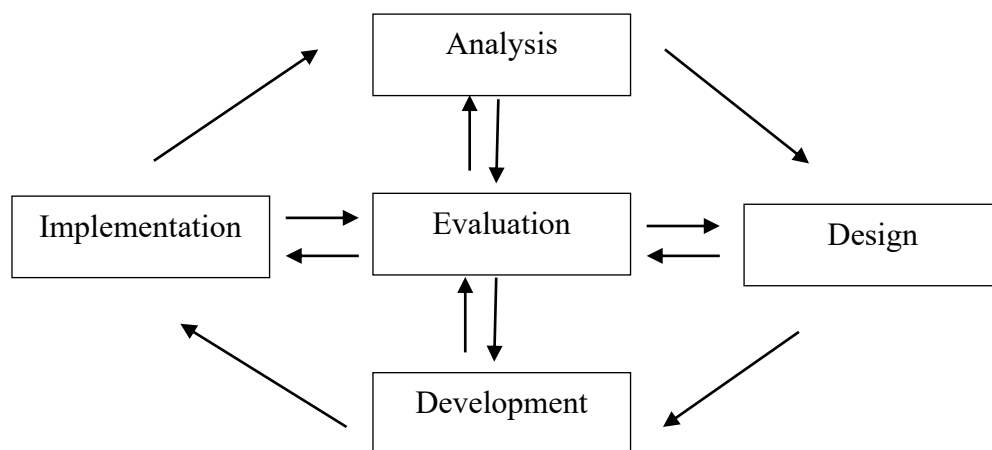 Analysis
Implementation
Evaluation
Design
Development